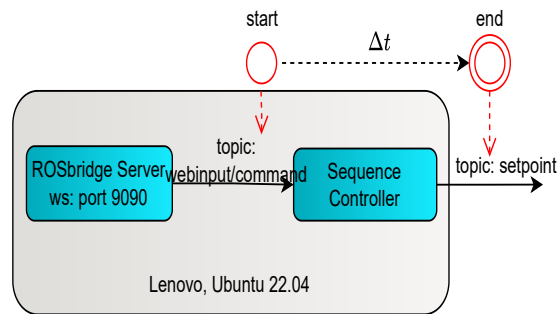 start
end
Δt
ROSbridge Server
ws: port 9090
topic:
webinput/command
Sequence
Controller
topic: setpoint
Lenovo, Ubuntu 22.04